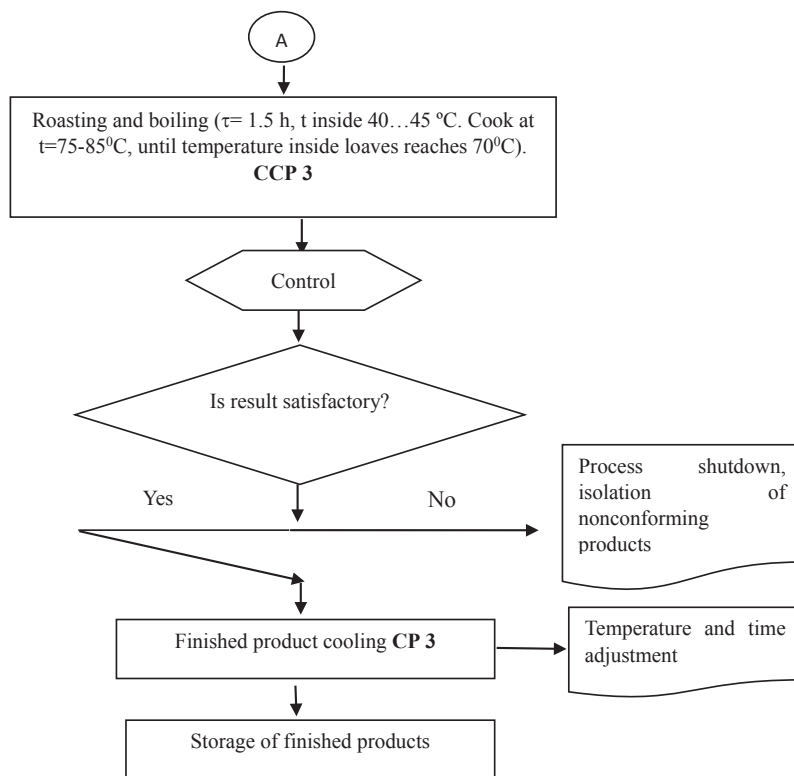 A
Roasting and boiling (τ= 1.5 h, t inside 40…45 ºC. Cook at
t=75-85⁰C, until temperature inside loaves reaches 70⁰C).
CCP 3
Control
Is result satisfactory?
Yes
No
Process shutdown,
isolation of
nonconforming
products
Finished product cooling CP 3
Temperature and time
adjustment
Storage of finished products